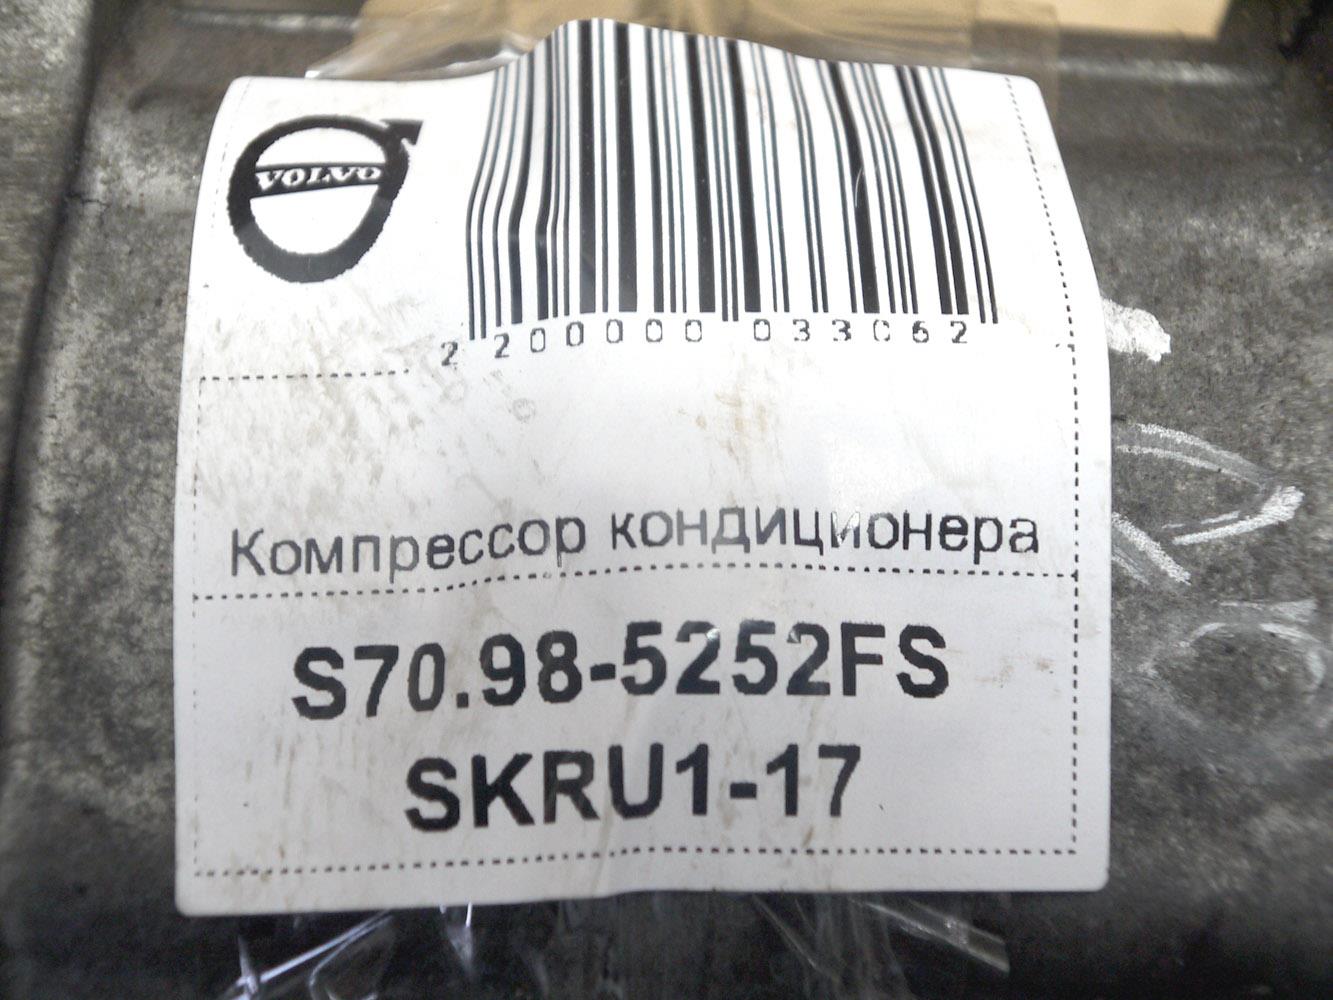 VOLVO
2 200000 033062
Компрессор кондиционера
S70.98-5252FS
SKRU1-17